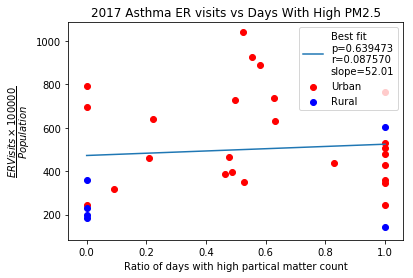 2017 Asthma ER visits vs Days With High PM2.5
Best fit
p=0.639473
r=0.087570
slope=52.01
Urban
Rural
1000
800
600
400
200
ERVisits × 100000
Population
0.0 0.2 0.4 0.6 0.8 1.0
Ratio of days with high partical matter count